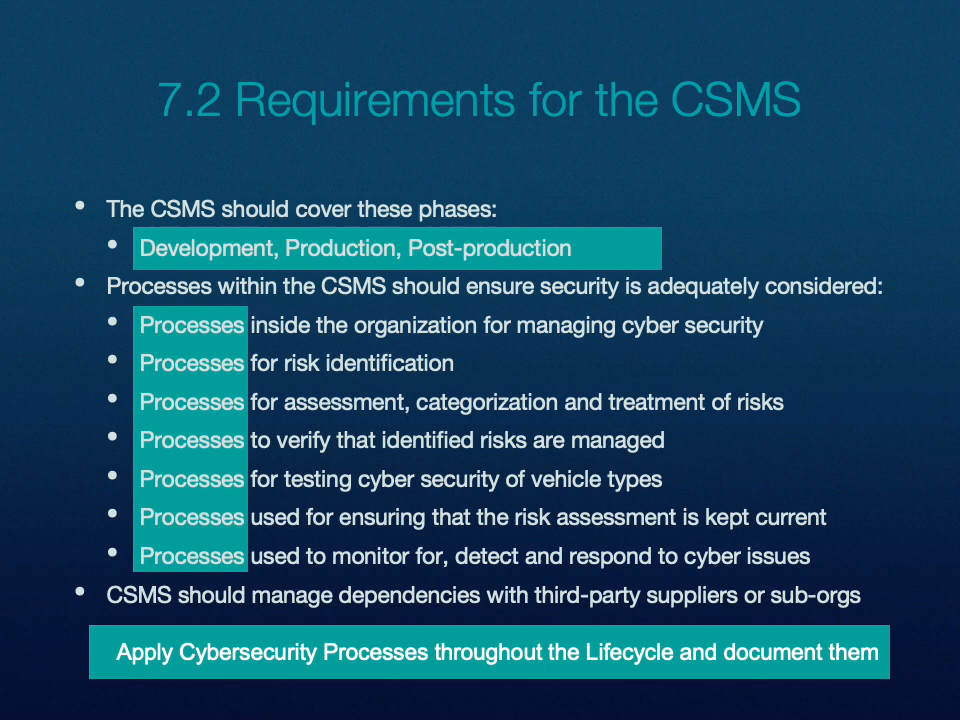 7.2 Requirements for the CSMS
• The CSMS should cover these phases:
• Development, Production, Post-production
• Processes within the CSMS should ensure security is adequately considered:
• Processes inside the organization for managing cyber security
• Processes for risk identification
• Processes for assessment, categorization and treatment of risks
• Processes to verify that identified risks are managed
• Processes for testing cyber security of vehicle types
• Processes used for ensuring that the risk assessment is kept current
• Processes used to monitor for, detect and respond to cyber issues
• CSMS should manage dependencies with third-party suppliers or sub-orgs
Apply Cybersecurity Processes throughout the Lifecycle and document them